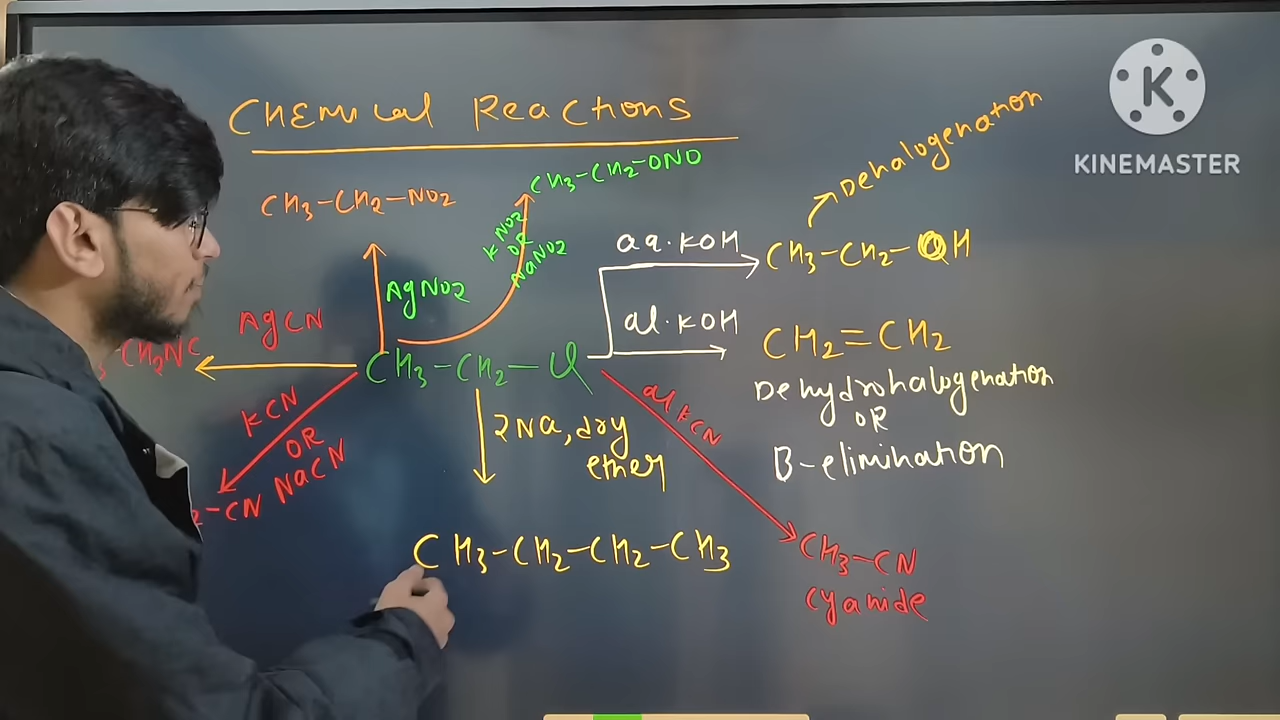 CHEMical Reactions
KINEMASTER
Dehalogenation
CH3-CH2-ONO
CH3-CH2-NO2
KNO2
OR
NaNO2
aq.KOH
CH3-CH2-OH
AgNO2
AgCN
al.KOH
CH2=CH2
CH2NC
CH3-CH2-Cl
Dehydrohalogenation
OR
B-elimination
KCN
OR
NaCN
al KCN
2Na, dry
ether
-CN
CH3-CH2-CH2-CH3
CH3-CN
Cyanide